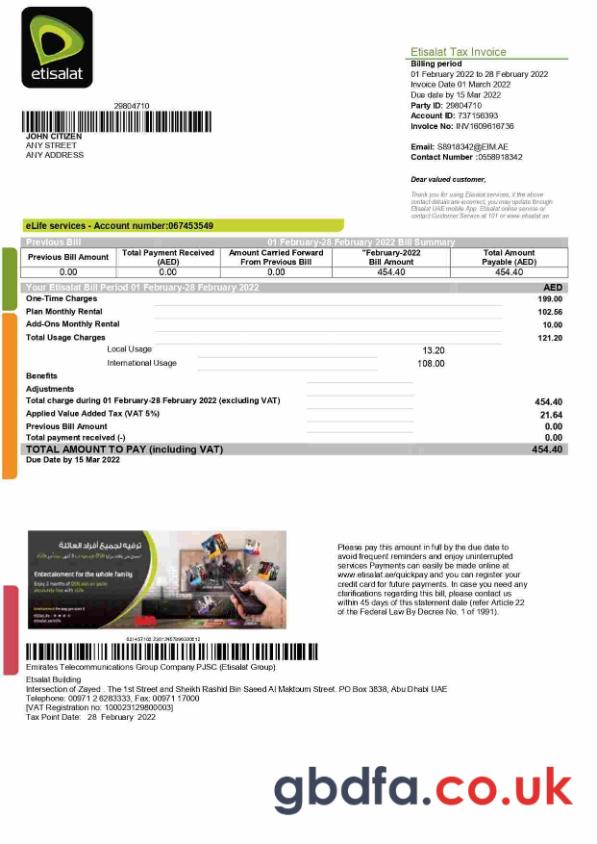 etisalat
Etisalat Tax Invoice
Billing period
01 February 2022 to 28 February 2022
Invoice Date 01 March 2022
Due date by 15 Mar 2022
Party ID: 29804710
Account ID: 737156393
Invoice No: INV1609616736
29804710
JOHN CITIZEN
ANY STREET
ANY ADDRESS
Email: S8918342@EIM.AE
Contact Number :0558918342
Dear valued customer,
Thank you for using Etisalat services, if the above
contact details are incorrect, you may update through
Etisalat UAE mobile App. Etisalat online service or
contact Customer Service at 101 or www.etisalat.ae
eLife services - Account number:067453549
Previous Bill 01 February-28 February 2022 Bill Summary
Previous Bill Amount Total Payment Received (AED) Amount Carried Forward From Previous Bill "February-2022 Bill Amount Total Amount Payable (AED)
0.00 0.00 0.00 454.40 454.40
Your Etisalat Bill Period 01 February-28 February 2022 AED
One-Time Charges 199.00
Plan Monthly Rental 102.56
Add-Ons Monthly Rental 10.00
Total Usage Charges 121.20
Local Usage 13.20
International Usage 108.00
Benefits
Adjustments
Total charge during 01 February-28 February 2022 (excluding VAT) 454.40
Applied Value Added Tax (VAT 5%) 21.64
Previous Bill Amount 0.00
Total payment received (-) 0.00
TOTAL AMOUNT TO PAY (including VAT) 454.40
Due Date by 15 Mar 2022
ترفيه لجميع أفراد العائلة
Entertainment for the whole family
Please pay this amount in full by the due date to
avoid frequent reminders and enjoy uninterrupted
services Payments can easily be made online at
www.etisalat.ae/quickpay and you can register your
credit card for future payments. In case you need any
clarifications regarding this bill, please contact us
within 45 days of this statement date (refer Article 22
of the Federal Law By Decree No. 1 of 1991).
Emirates Telecommunications Group Company PJSC (Etisalat Group)
Etisalat Building
Intersection of Zayed . The 1st Street and Sheikh Rashid Bin Saeed Al Maktoum Street. PO Box 3838, Abu Dhabi UAE
Telephone: 00971 2 6283333, Fax: 00971 17000
[VAT Registration no: 100023129800003]
Tax Point Date: 28 February 2022
gbdfa.co.uk